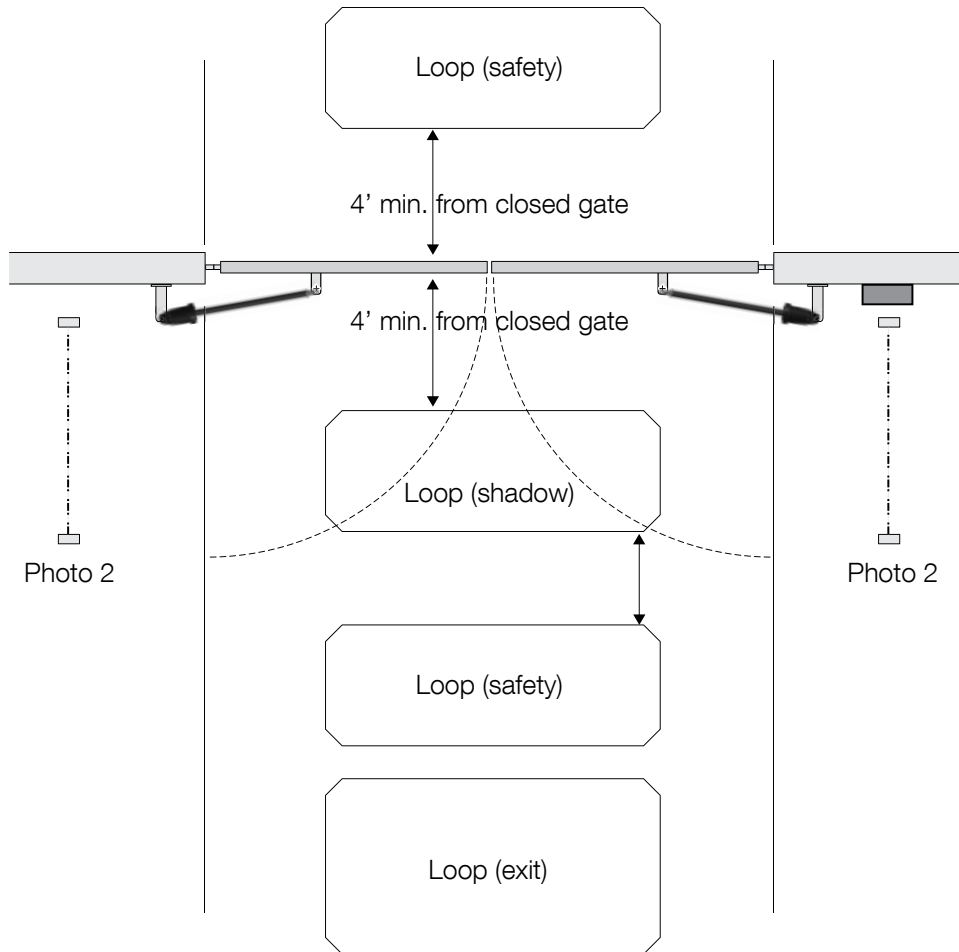 Loop (safety)
4’ min. from closed gate
4’ min. from closed gate
Loop (shadow)
Photo 2
Photo 2
Loop (safety)
Loop (exit)